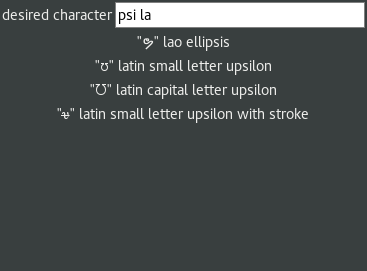 desired character psi la
"ຯ" lao ellipsis
"ʊ" latin small letter upsilon
"Ʊ" latin capital letter upsilon
"ᵿ" latin small letter upsilon with stroke